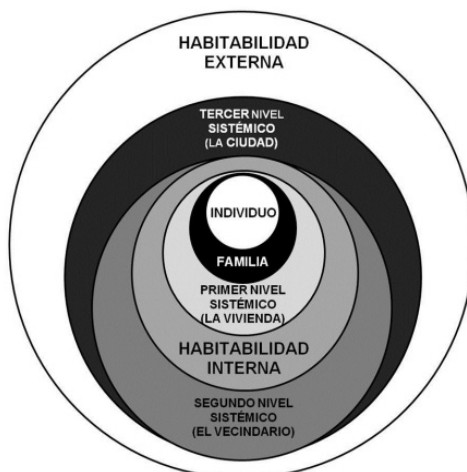 HABITABILIDAD
EXTERNA
TERCER NIVEL
SISTÉMICO
(LA CIUDAD)
INDIVIDUO
FAMILIA
PRIMER NIVEL
SISTÉMICO
(LA VIVIENDA)
HABITABILIDAD
INTERNA
SEGUNDO NIVEL
SISTÉMICO
(EL VECINDARIO)